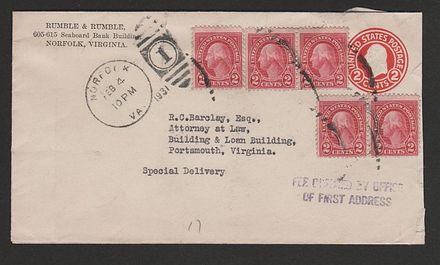 RUMBLE & RUMBLE,
605-615 Seaboard Bank Building
NORFOLK, VIRGINIA.
NORFOLK
FEB 4
10 PM
1931
VA.
1
UNITED STATES POSTAGE
2 CENTS 2
2 CENTS 2
2 CENTS 2
2 CENTS 2
2 CENTS 2
2 CENTS 2
R.C.Barclay, Esq.,
Attorney at Law,
Building & Loan Building,
Portsmouth, Virginia.
Special Delivery
FEE CLAIMED BY OFFICE
OF FIRST ADDRESS
17